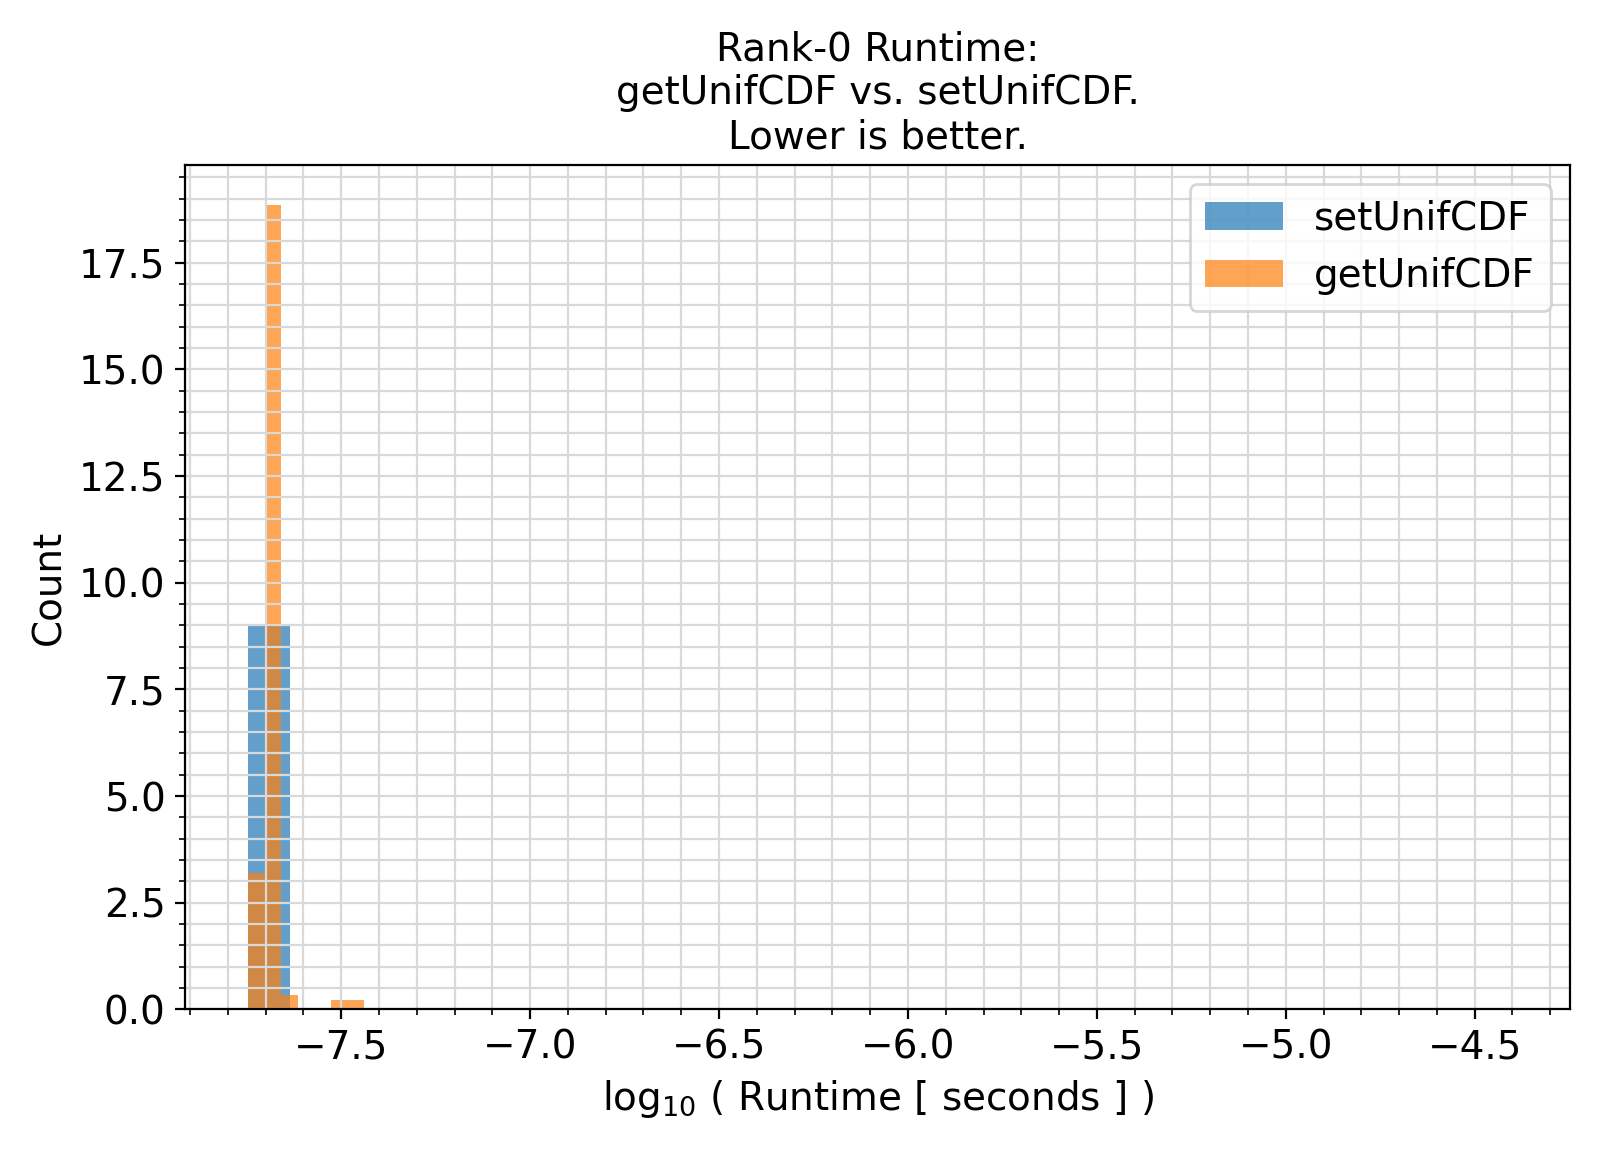 Rank-0 Runtime:
getUnifCDF vs. setUnifCDF.
Lower is better.
setUnifCDF
getUnifCDF
Count
17.5
15.0
12.5
10.0
7.5
5.0
2.5
0.0
−7.5 −7.0 −6.5 −6.0 −5.5 −5.0 −4.5
log₁₀ ( Runtime [ seconds ] )